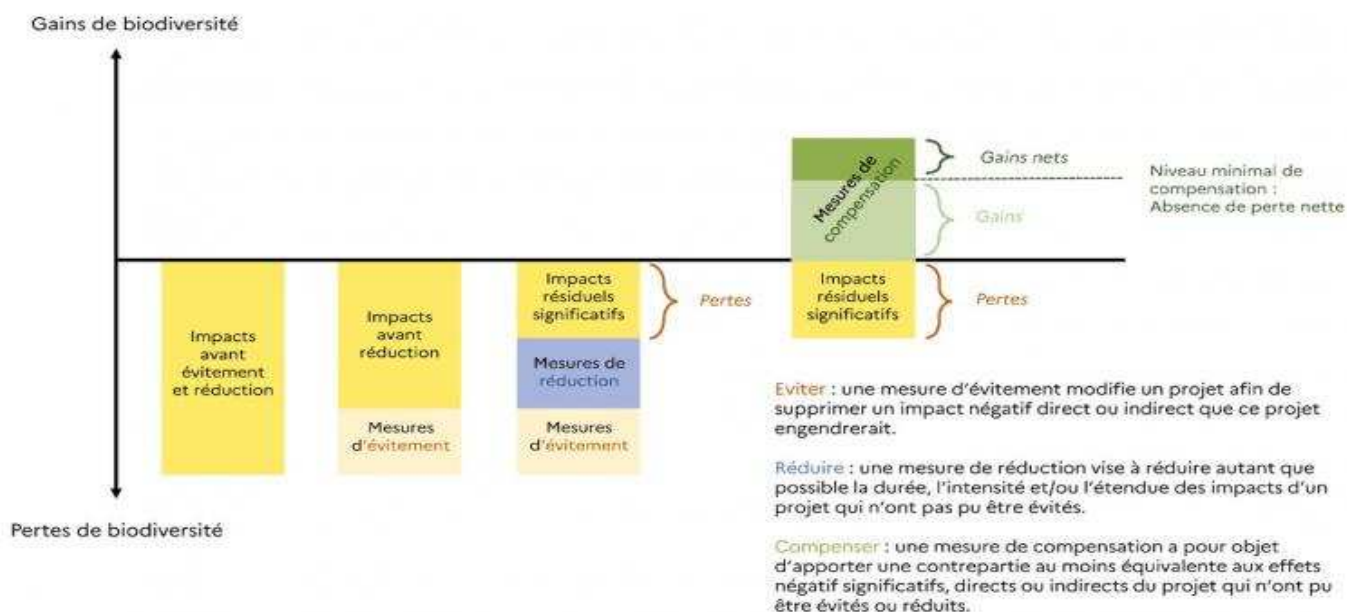 Gains de biodiversité
Mesures de
compensation
Gains nets
Niveau minimal de
compensation :
Absence de perte nette
Gains
Impacts
avant
évitement
et réduction
Impacts
avant
réduction
Mesures
d'évitement
Impacts
résiduels
significatifs
Pertes
Mesures de
réduction
Mesures
d'évitement
Impacts
résiduels
significatifs
Pertes
Pertes de biodiversité
Eviter : une mesure d'évitement modifie un projet afin de
supprimer un impact négatif direct ou indirect que ce projet
engendrerait.
Réduire : une mesure de réduction vise à réduire autant que
possible la durée, l'intensité et/ou l'étendue des impacts d'un
projet qui n'ont pas pu être évités.
Compenser : une mesure de compensation a pour objet
d'apporter une contrepartie au moins équivalente aux effets
négatif significatifs, directs ou indirects du projet qui n'ont pu
être évités ou réduits.